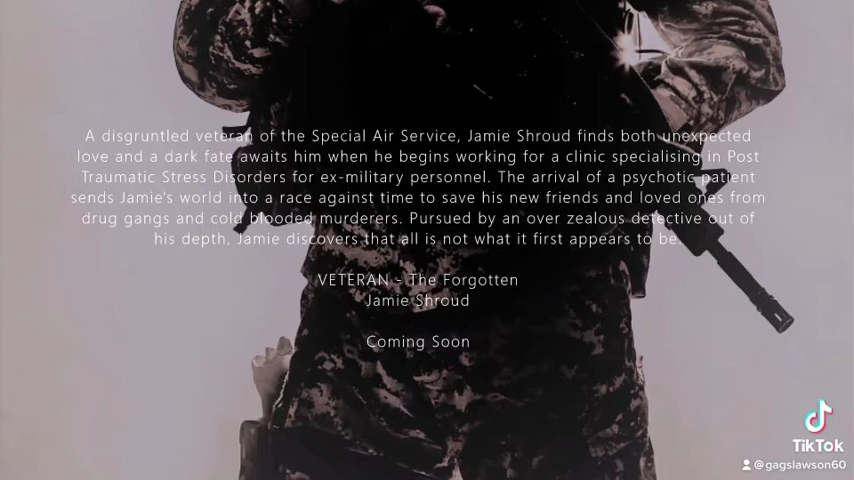 A disgruntled veteran of the Special Air Service, Jamie Shroud finds both unexpected
love and a dark fate awaits him when he begins working for a clinic specialising in Post
Traumatic Stress Disorders for ex-military personnel. The arrival of a psychotic patient
sends Jamie's world into a race against time to save his new friends and loved ones from
drug gangs and cold blooded murderers. Pursued by an over zealous detective out of
his depth, Jamie discovers that all is not what it first appears to be.
VETERAN - The Forgotten
Jamie Shroud
Coming Soon
TikTok
@gagslawson60